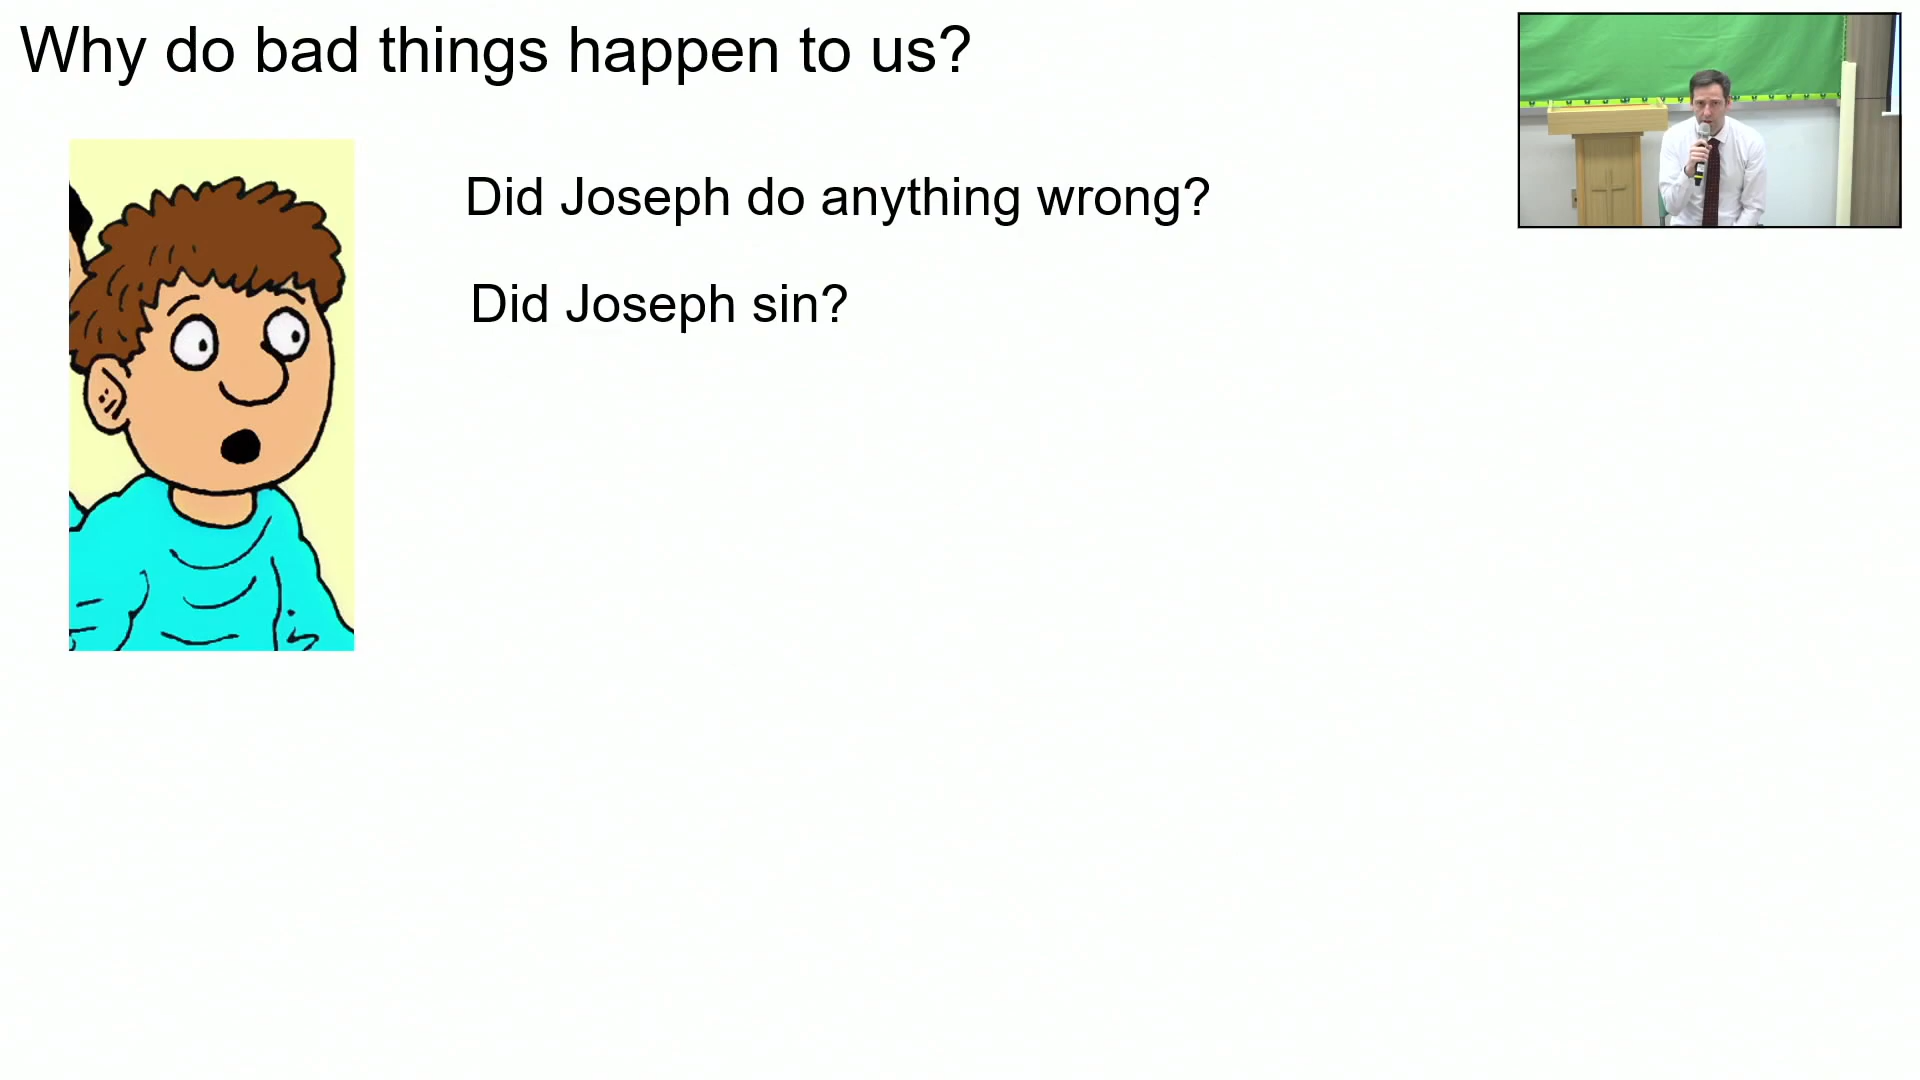 Why do bad things happen to us?
Did Joseph do anything wrong?
Did Joseph sin?